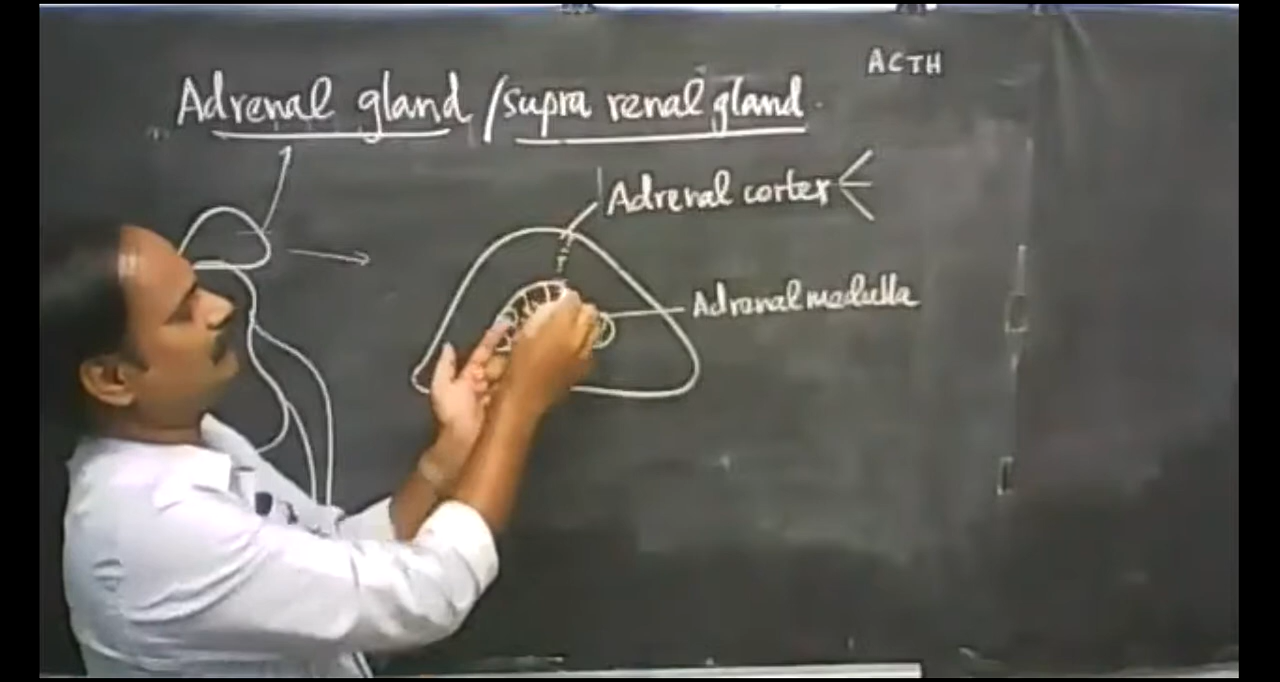 ACTH
Adrenal gland / supra renal gland.
Adrenal cortex
Adrenal medulla